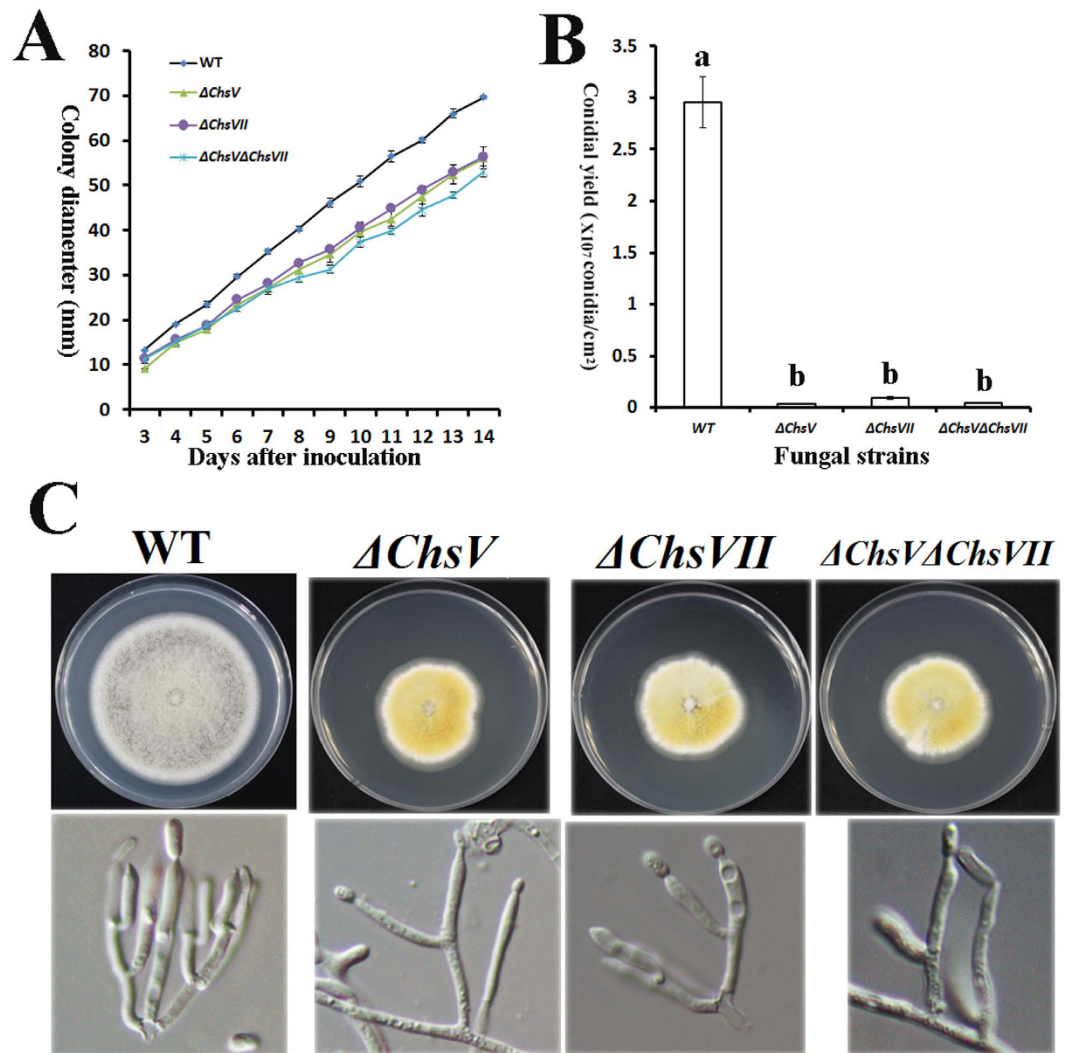 A
Colony diamenter (mm)
80
70
60
50
40
30
20
10
0
WT
ΔChsV
ΔChsVII
ΔChsVΔChsVII
3 4 5 6 7 8 9 10 11 12 13 14
Days after inoculation
B
Conidial yield (X10⁷ conidia/cm²)
3.5
3
2.5
2
1.5
1
0.5
0
a
b
b
b
WT ΔChsV ΔChsVII ΔChsVΔChsVII
Fungal strains
C
WT ΔChsV ΔChsVII ΔChsVΔChsVII